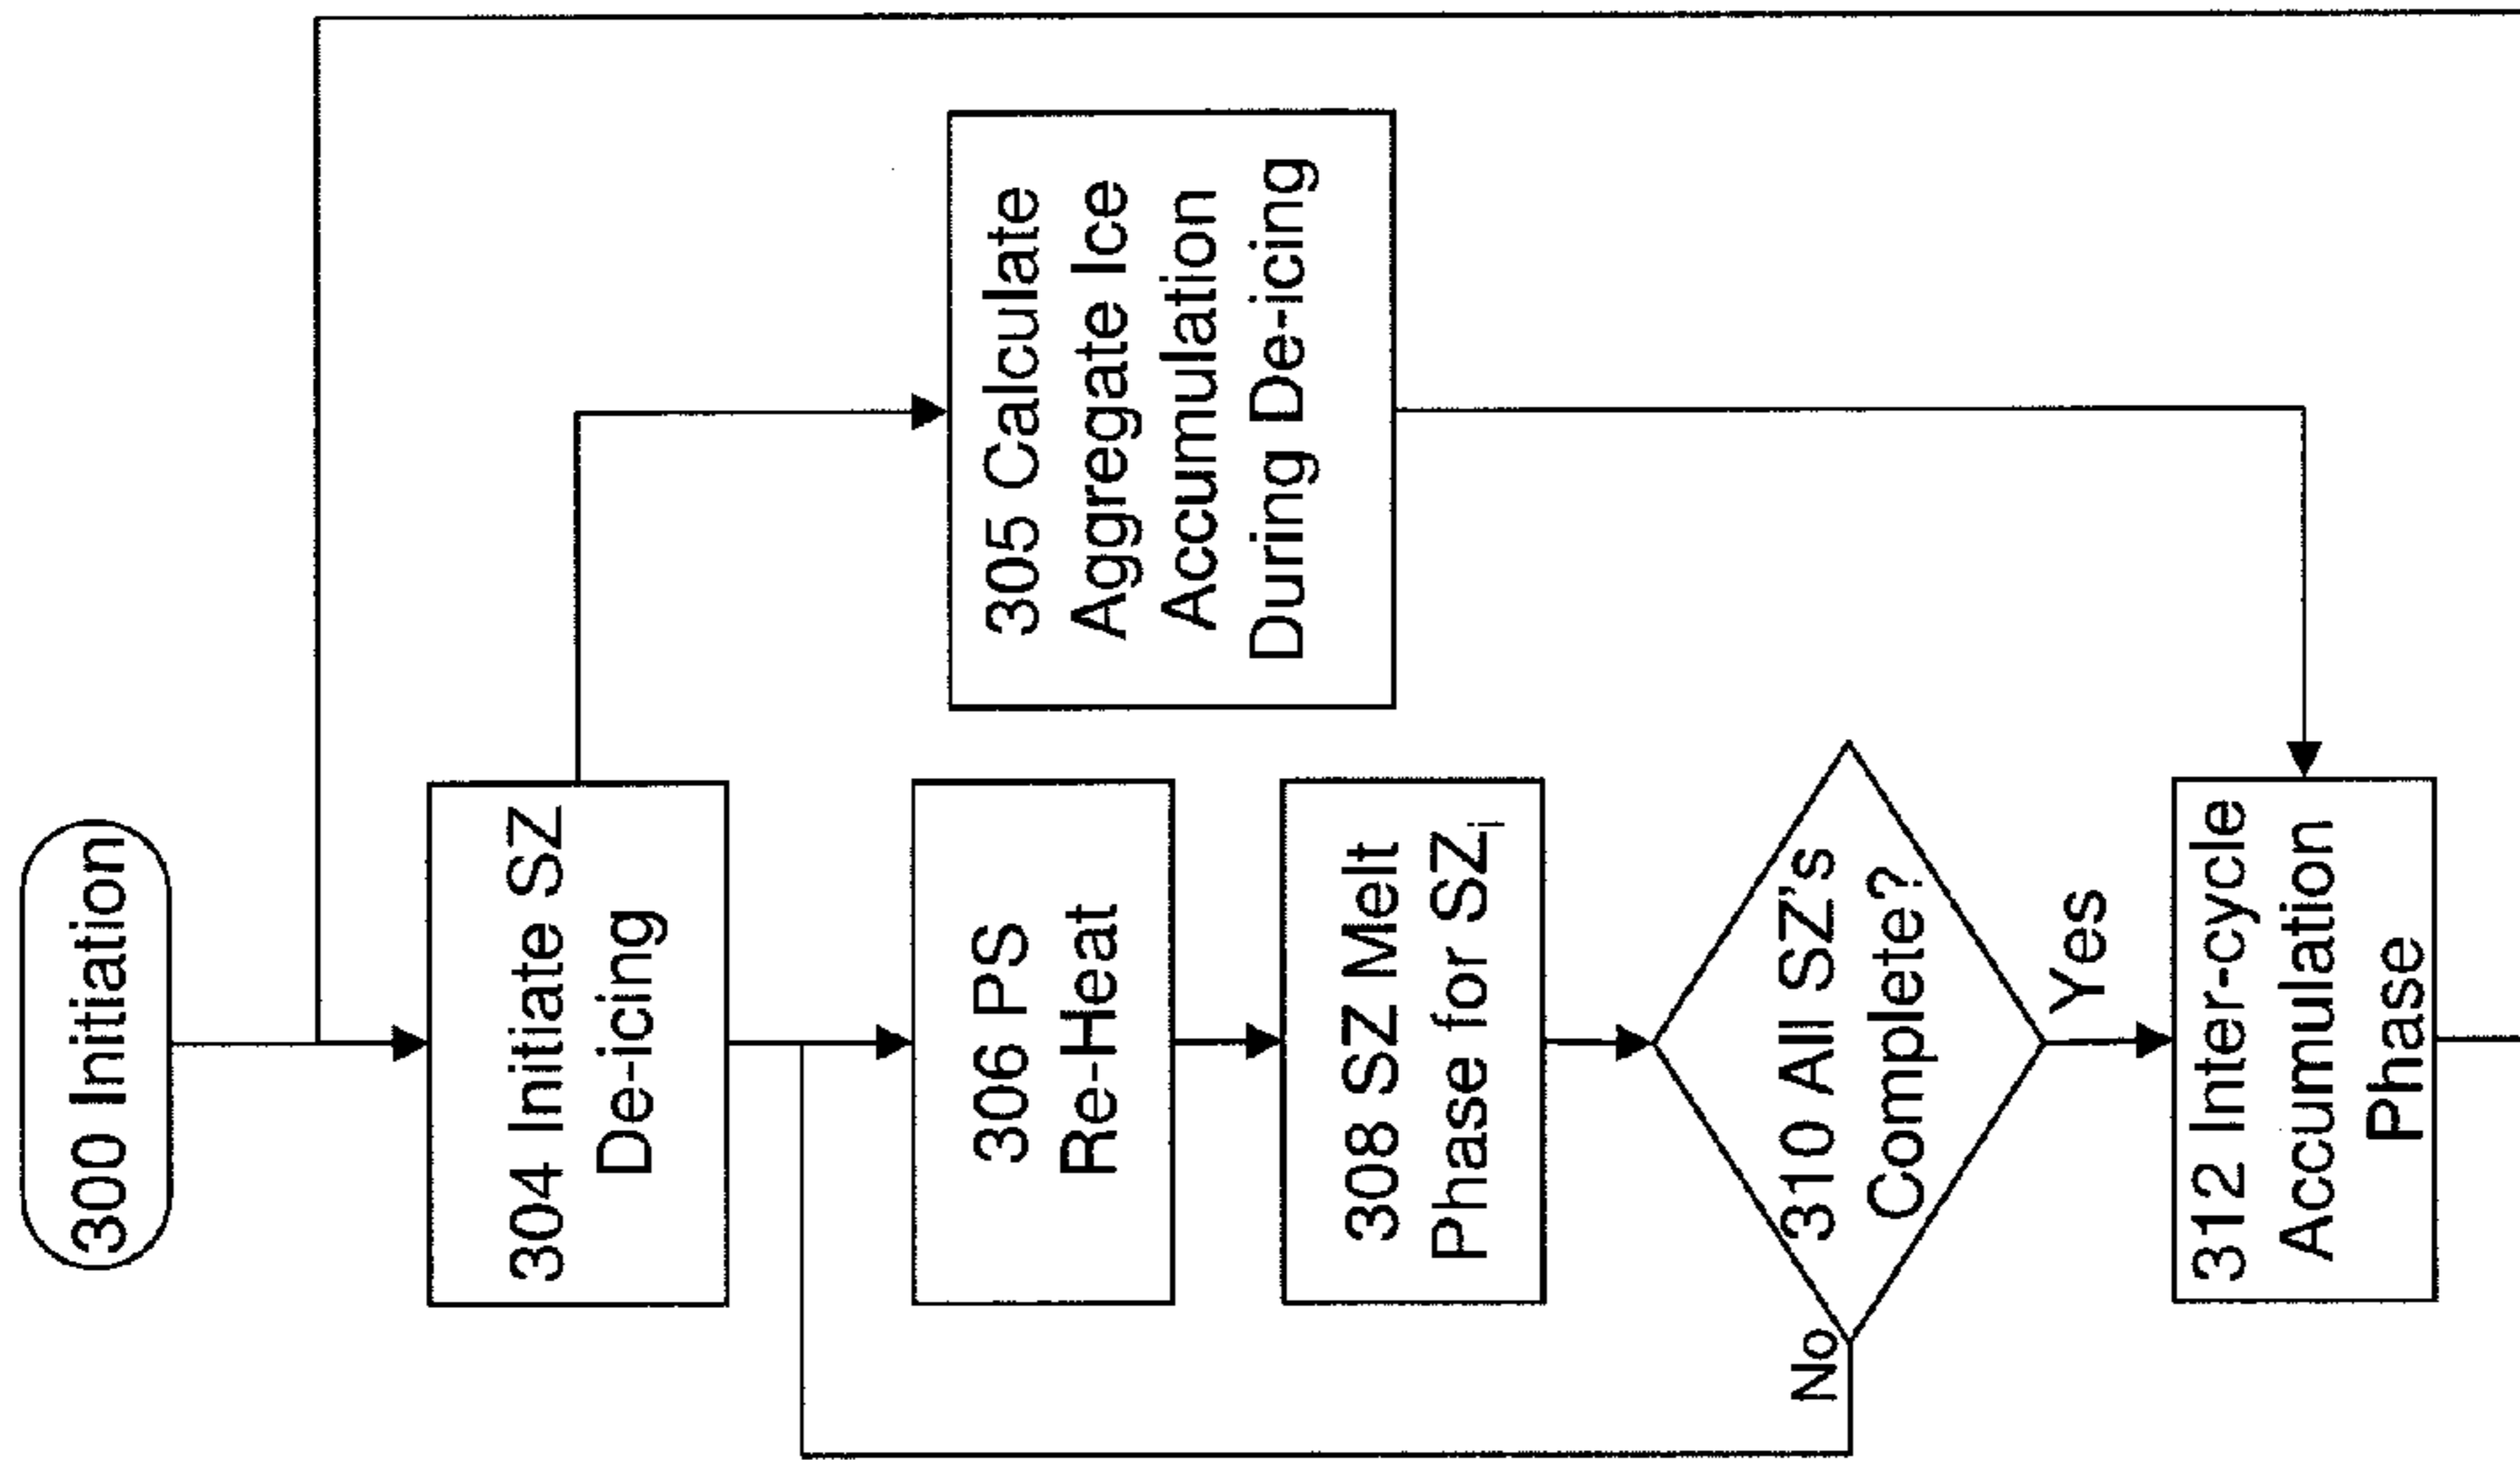 300 Initiation
304 Initiate SZ
De-icing
305 Calculate
Aggregate Ice
Accumulation
During De-icing
306 PS
Re-Heat
308 SZ Melt
Phase for SZi
310 All SZ's
Complete?
No
Yes
312 Inter-cycle
Accumulation
Phase